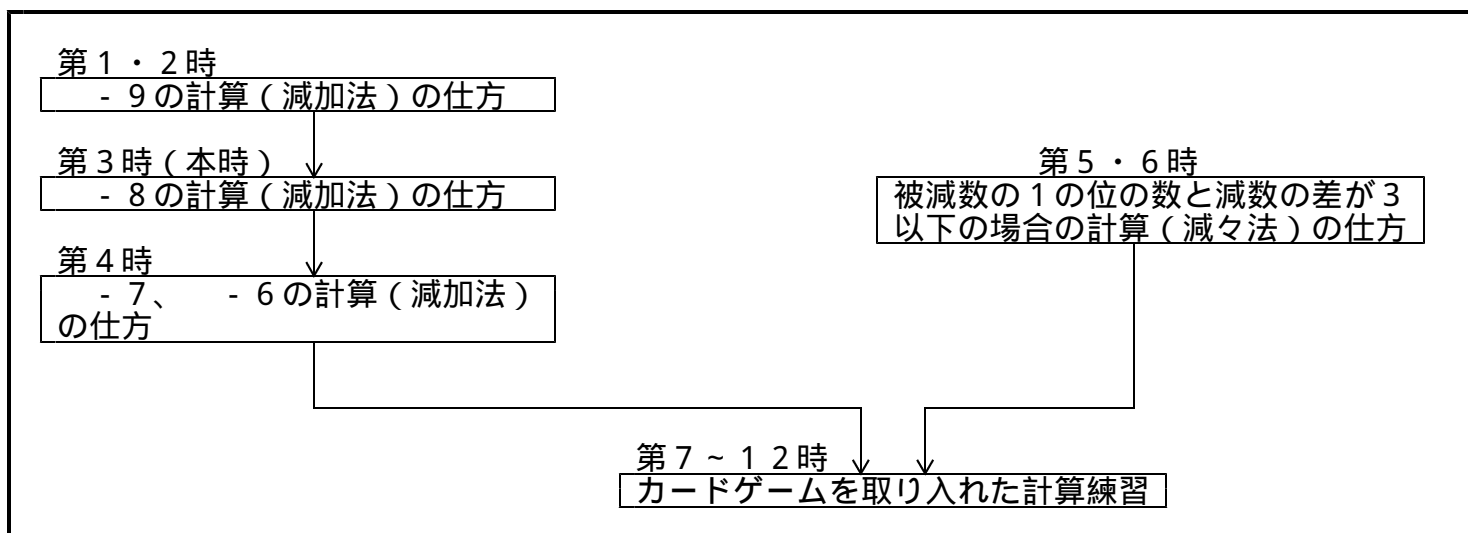 第1・2時
- 9の計算(減加法)の仕方
第3時(本時)
- 8の計算(減加法)の仕方
第4時
- 7、 - 6の計算(減加法)
の仕方
第5・6時
被減数の1の位の数と減数の差が3
以下の場合の計算(減々法)の仕方
第7~12時
カードゲームを取り入れた計算練習